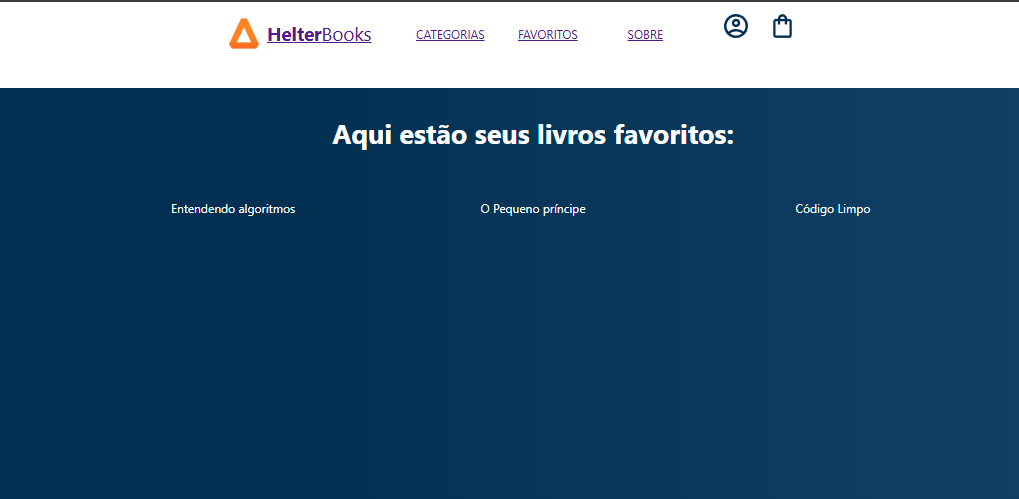 HelterBooks CATEGORIAS FAVORITOS SOBRE
Aqui estão seus livros favoritos:
Entendendo algoritmos O Pequeno príncipe Código Limpo